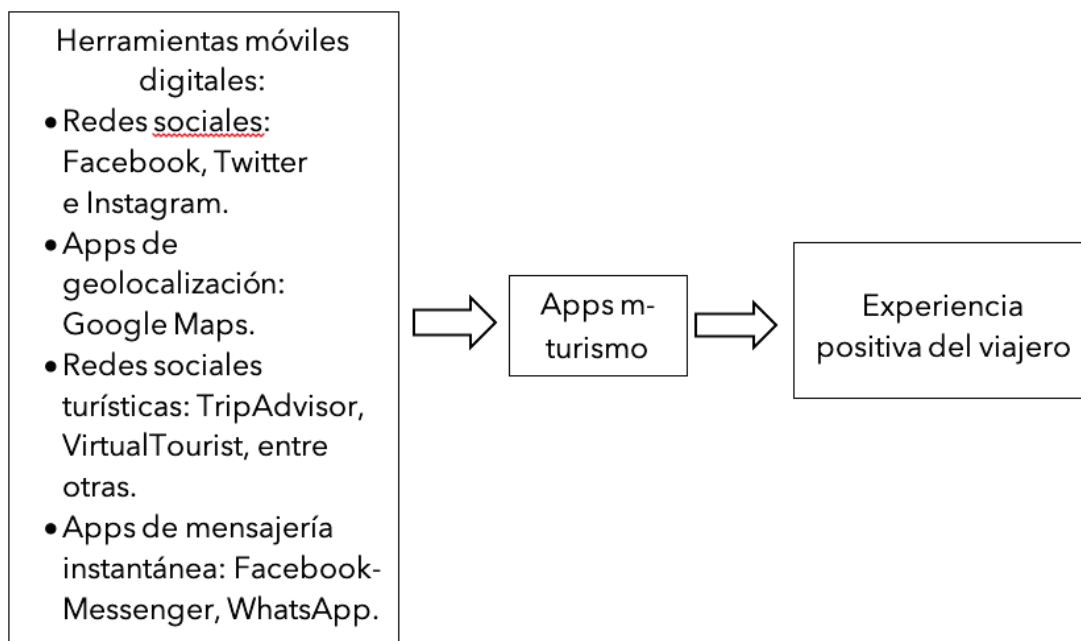 Herramientas móviles
digitales:
• Redes sociales:
Facebook, Twitter
e Instagram.
• Apps de
geolocalización:
Google Maps.
• Redes sociales
turísticas: TripAdvisor,
VirtualTourist, entre
otras.
• Apps de mensajería
instantánea: Facebook-
Messenger, WhatsApp.
Apps m-
turismo
Experiencia
positiva del viajero